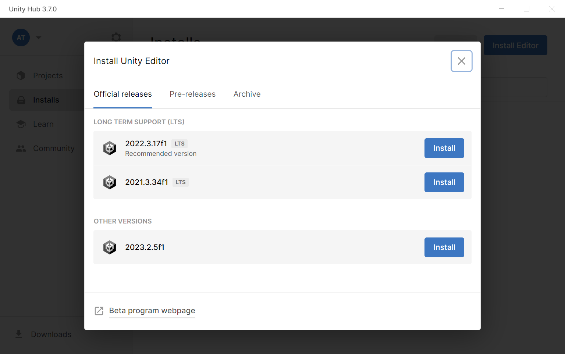 Unity Hub 3.7.0
AT
Installs
Install Editor
Projects
Installs
Learn
Community
Downloads
Install Unity Editor
Official releases Pre-releases Archive
LONG TERM SUPPORT (LTS)
2022.3.17f1 LTS
Recommended version
Install
2021.3.34f1 LTS
Install
OTHER VERSIONS
2023.2.5f1
Install
Beta program webpage